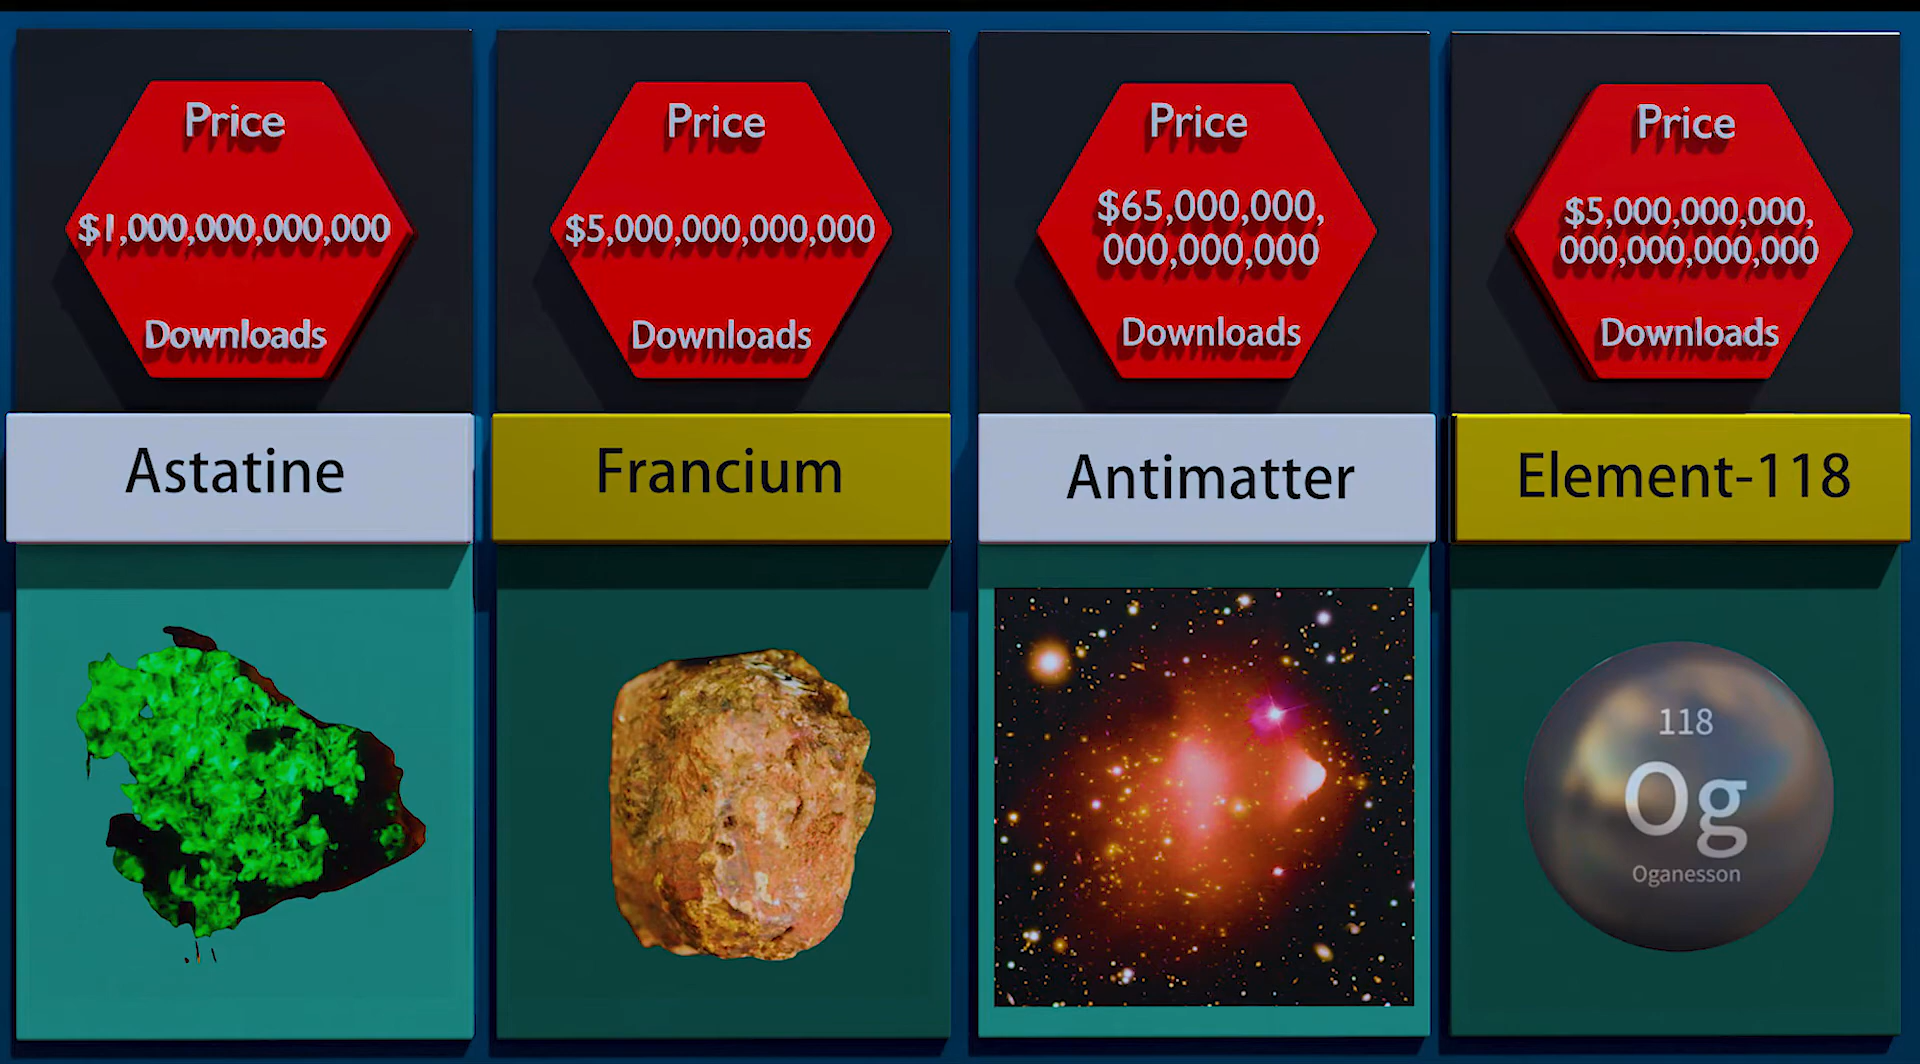 Price
$1,000,000,000,000
Downloads
Astatine
Price
$5,000,000,000,000
Downloads
Francium
Price
$65,000,000,
000,000,000
Downloads
Antimatter
Price
$5,000,000,000,
000,000,000,000
Downloads
Element-118
118
Og
Oganesson